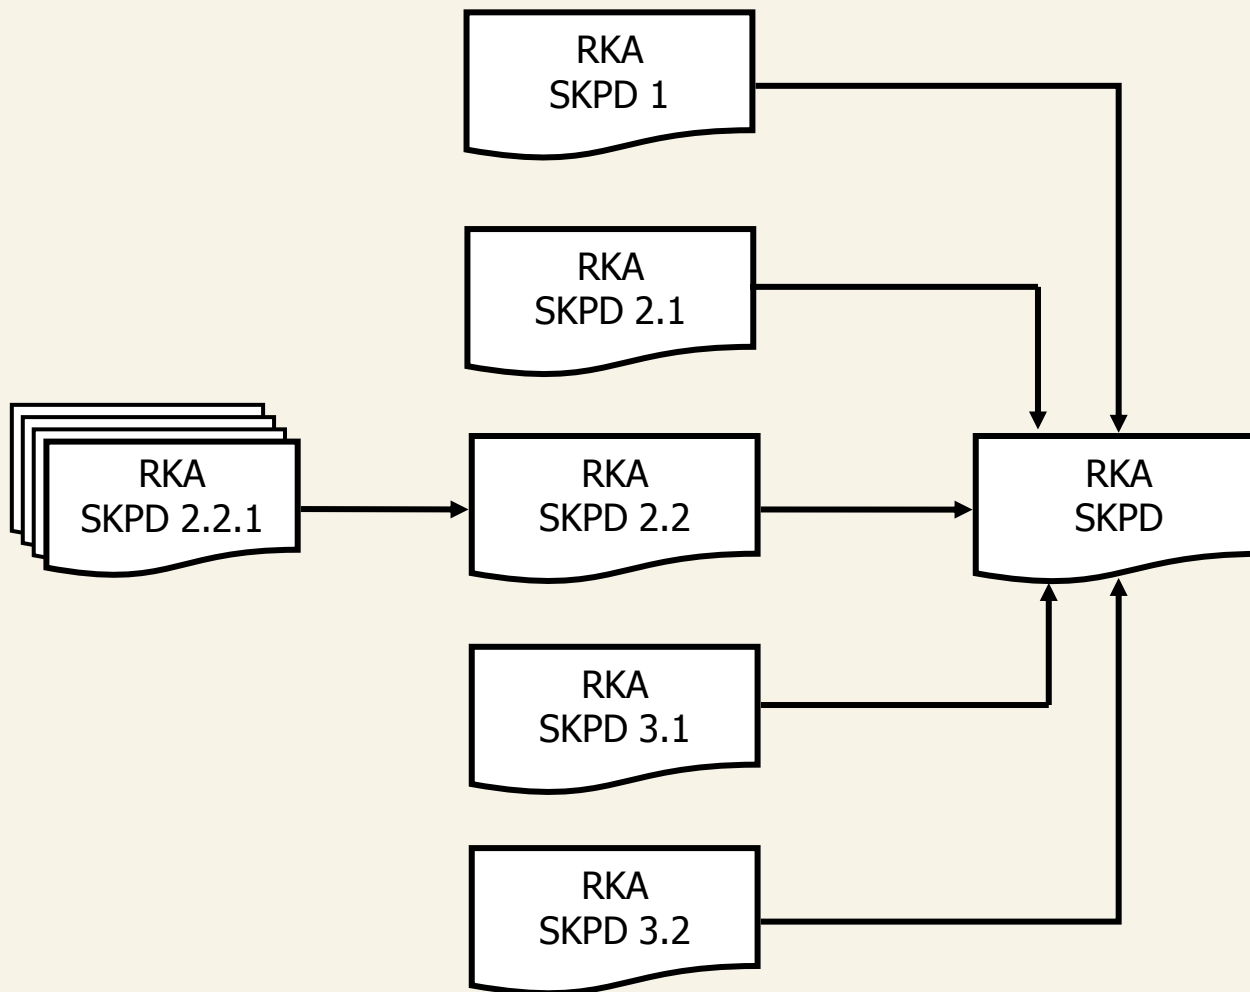 RKA
SKPD 1
RKA
SKPD 2.1
RKA
SKPD 2.2.1
RKA
SKPD 2.2
RKA
SKPD
RKA
SKPD 3.1
RKA
SKPD 3.2